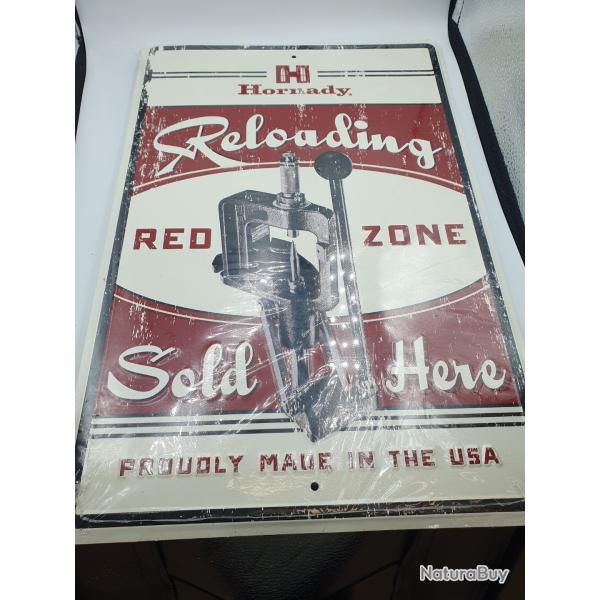 H
Hornady®
Reloading
RED ZONE
Sold Here
PROUDLY MADE IN THE USA
NaturaBuy